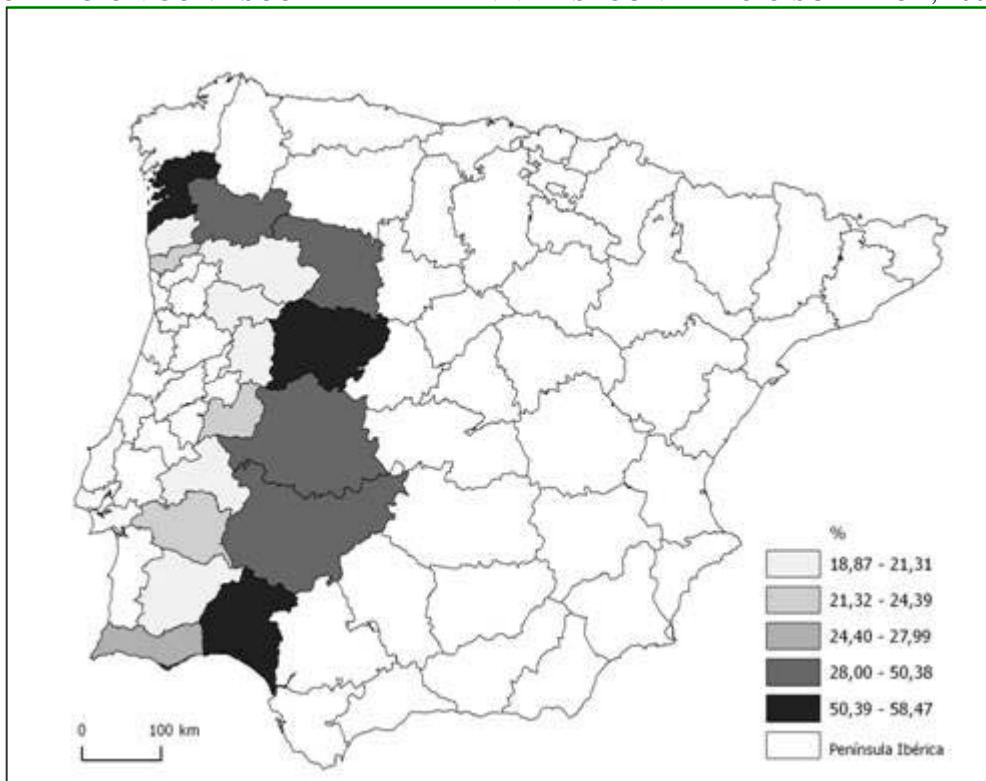 %
18,87 - 21,31
21,32 - 24,39
24,40 - 27,99
28,00 - 50,38
50,39 - 58,47
Península Ibérica
0 100 km